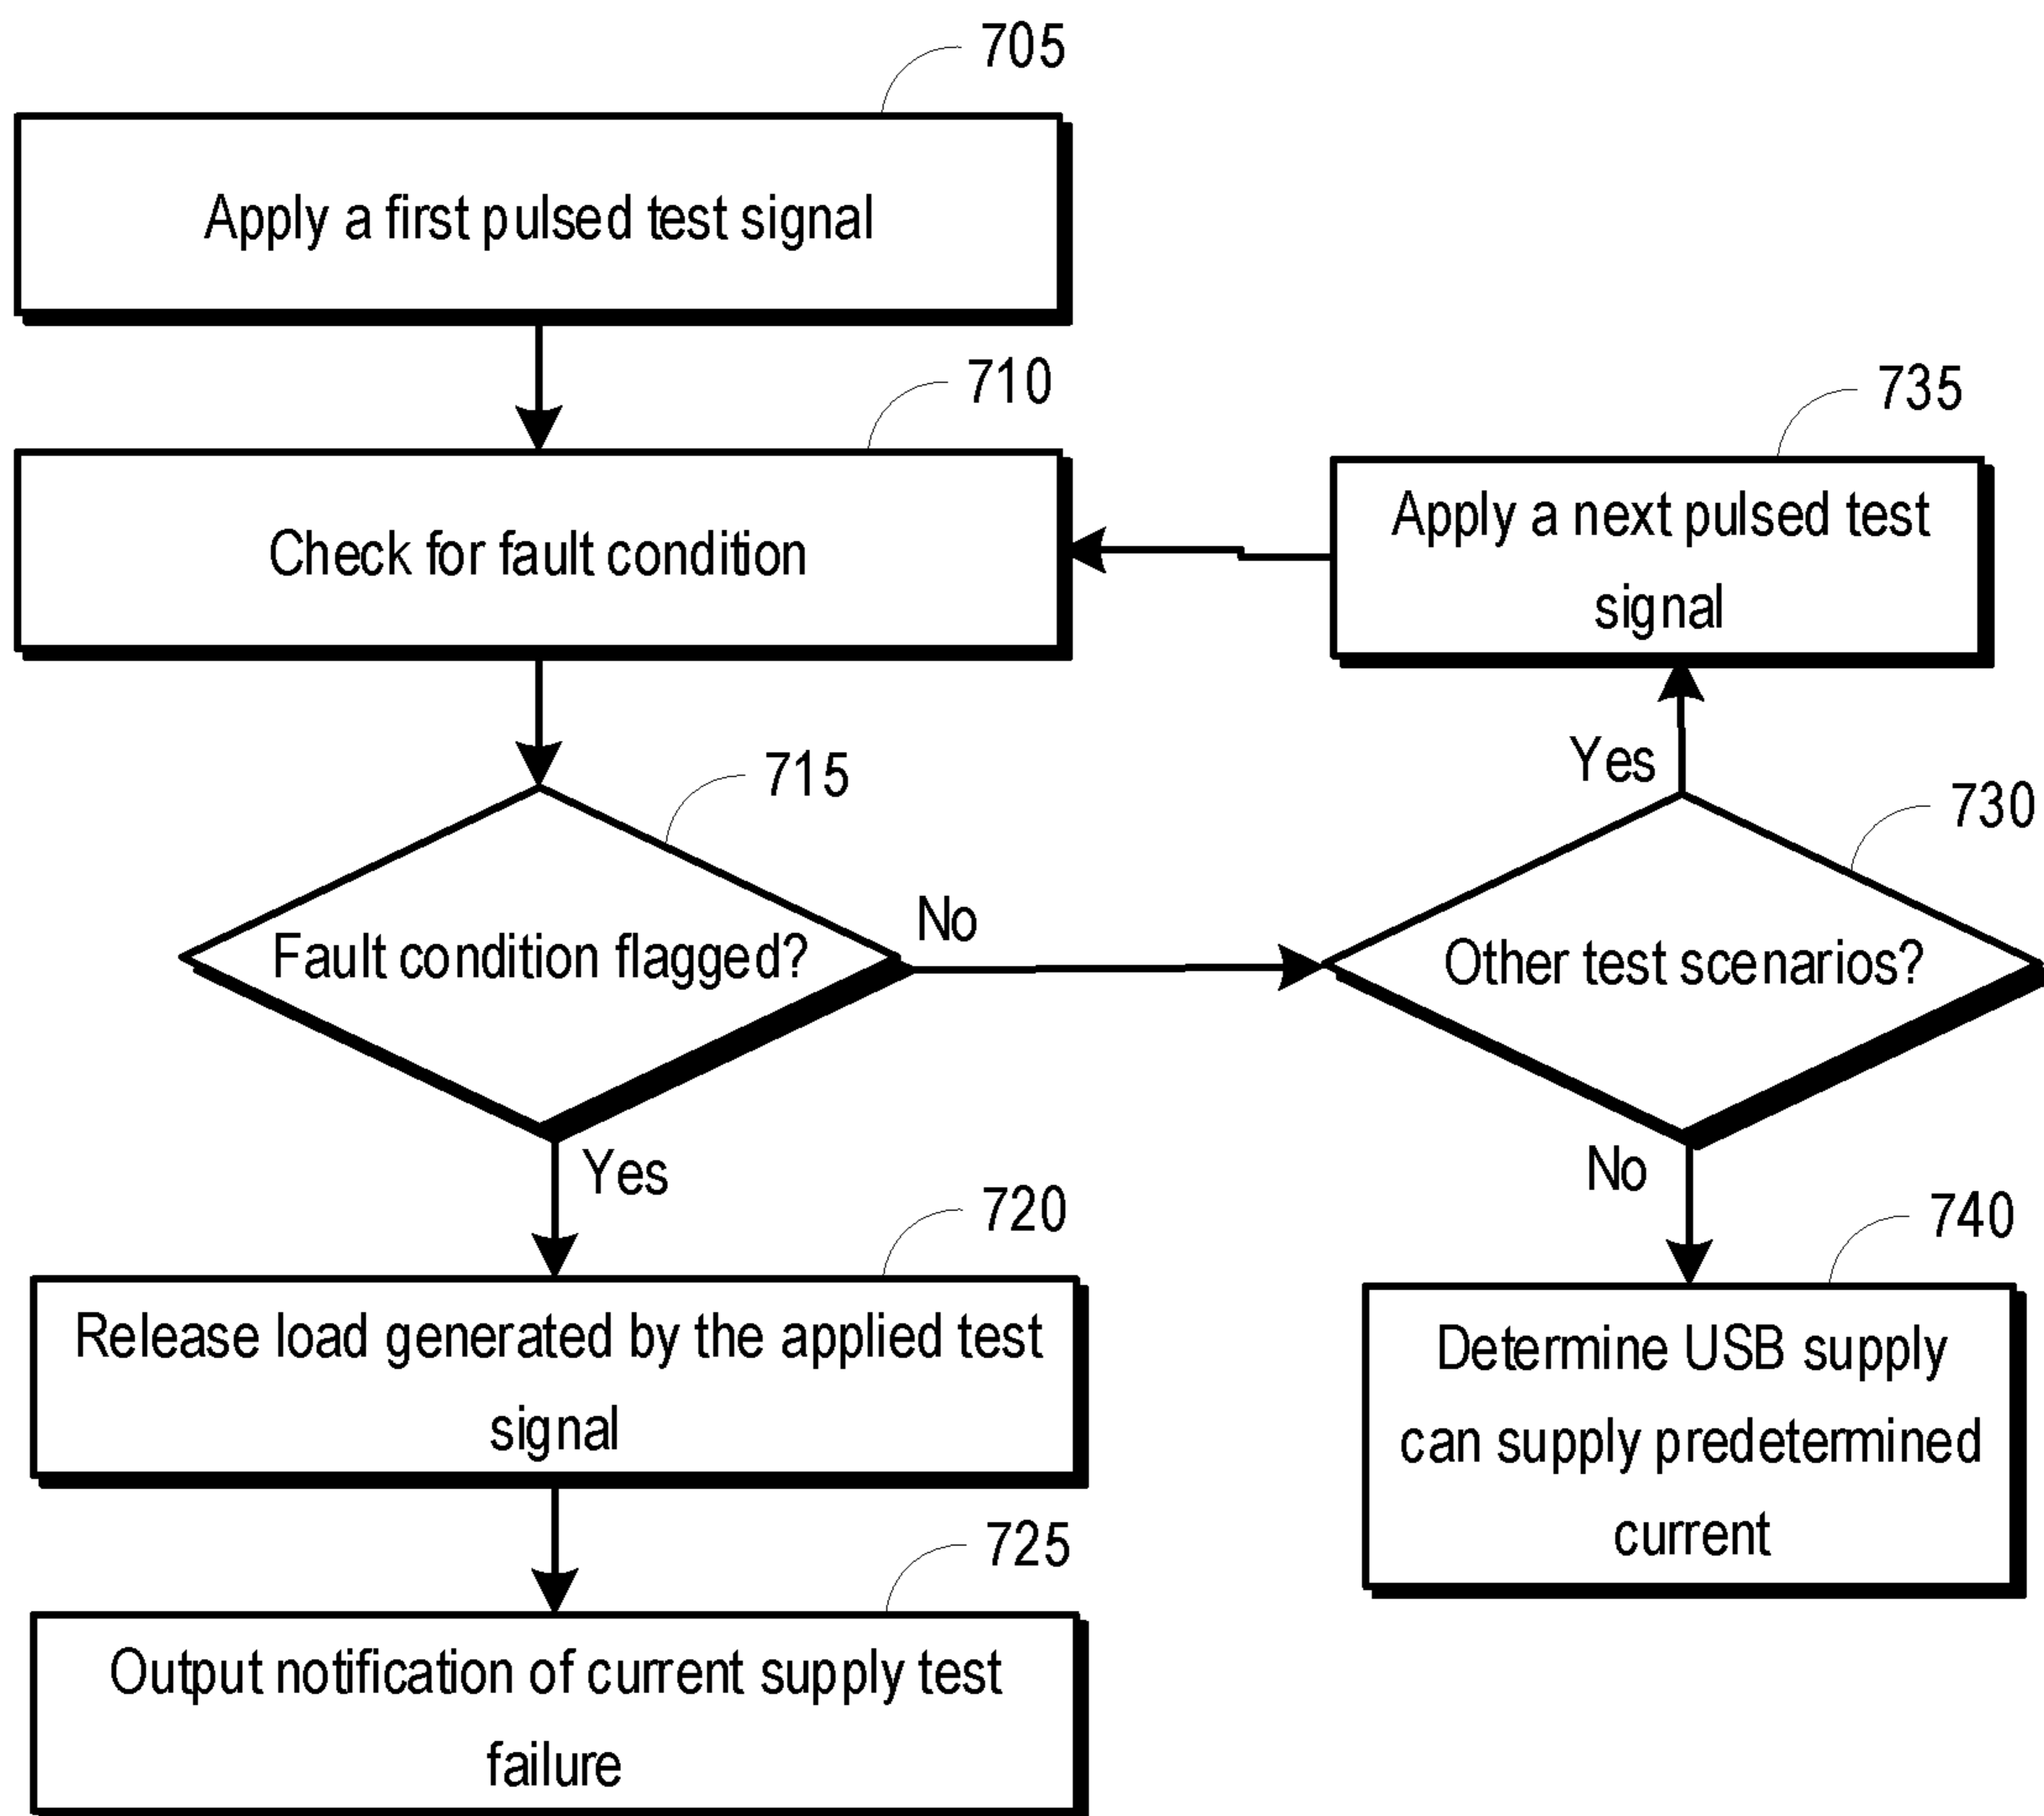 705
Apply a first pulsed test signal
710
Check for fault condition
735
Apply a next pulsed test
signal
715
Fault condition flagged?
No
Yes
730
Other test scenarios?
Yes
No
720
Release load generated by the applied test
signal
740
Determine USB supply
can supply predetermined
current
725
Output notification of current supply test
failure